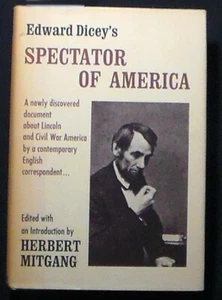 Edward Dicey's
SPECTATOR
OF AMERICA
A newly discovered
document
about Lincoln
and Civil War America
by a contemporary
English
correspondent...
Edited with
an Introduction by
HERBERT
MITGANG